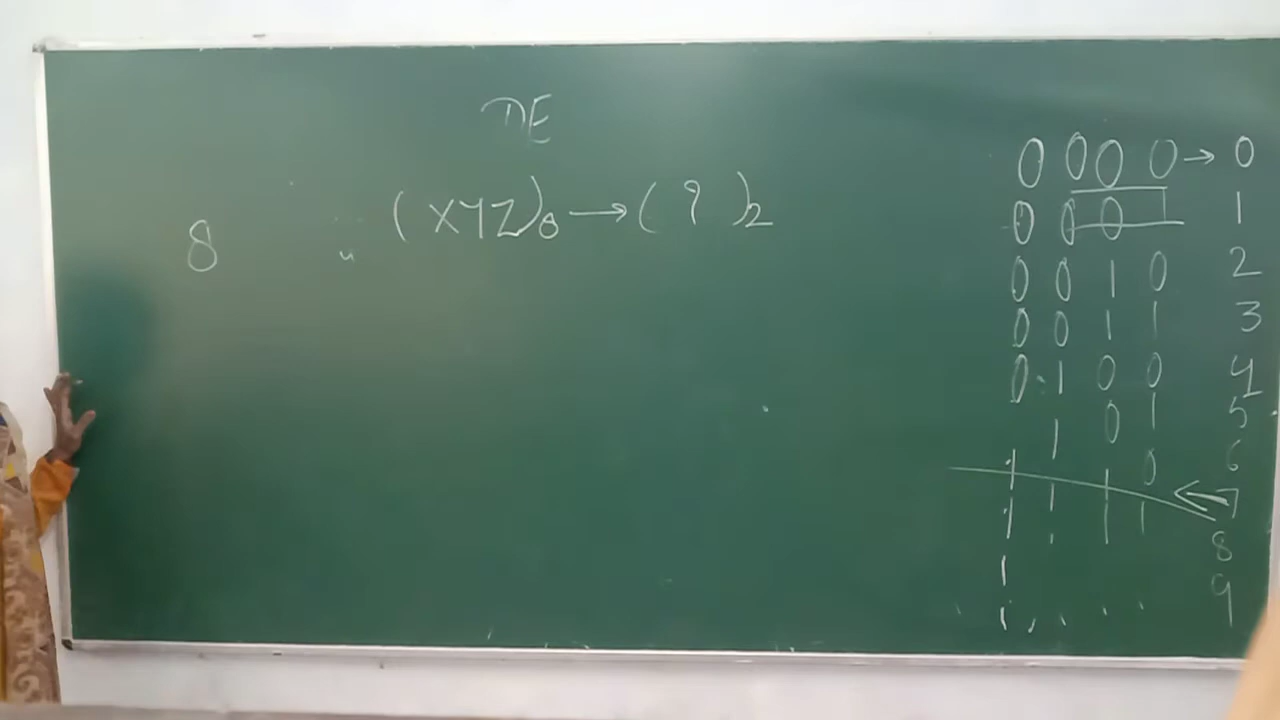 DE
(XYZ)8 → ( ? )2
8
0 0 0 0 → 0
0 0 0 1
0 0 1 0 2
0 0 1 1 3
0 1 0 0 4
1 0 1 5
0 6
1 1 1 1 7
8
1 9